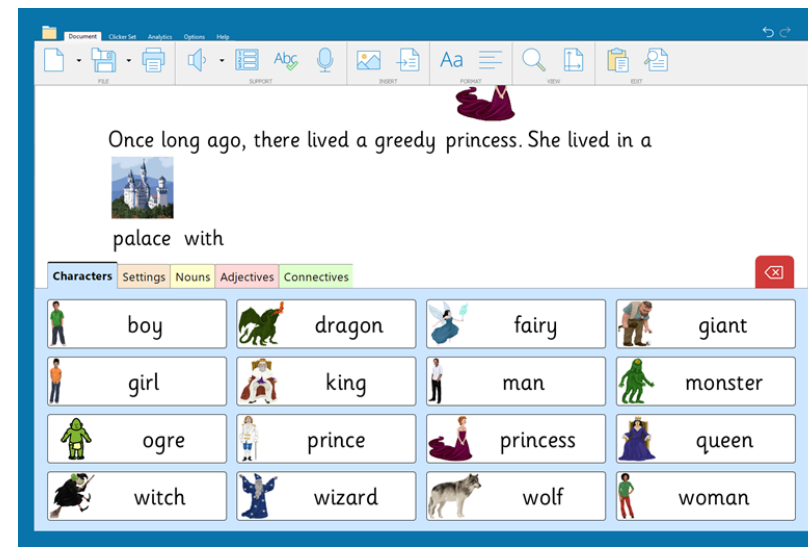 Document Clicker Set Analytics Options Help
Abc Aa
FILE SUPPORT INSERT FORMAT VIEW EDIT
Once long ago, there lived a greedy princess. She lived in a
palace with
Characters Settings Nouns Adjectives Connectives
boy dragon fairy giant
girl king man monster
ogre prince princess queen
witch wizard wolf woman